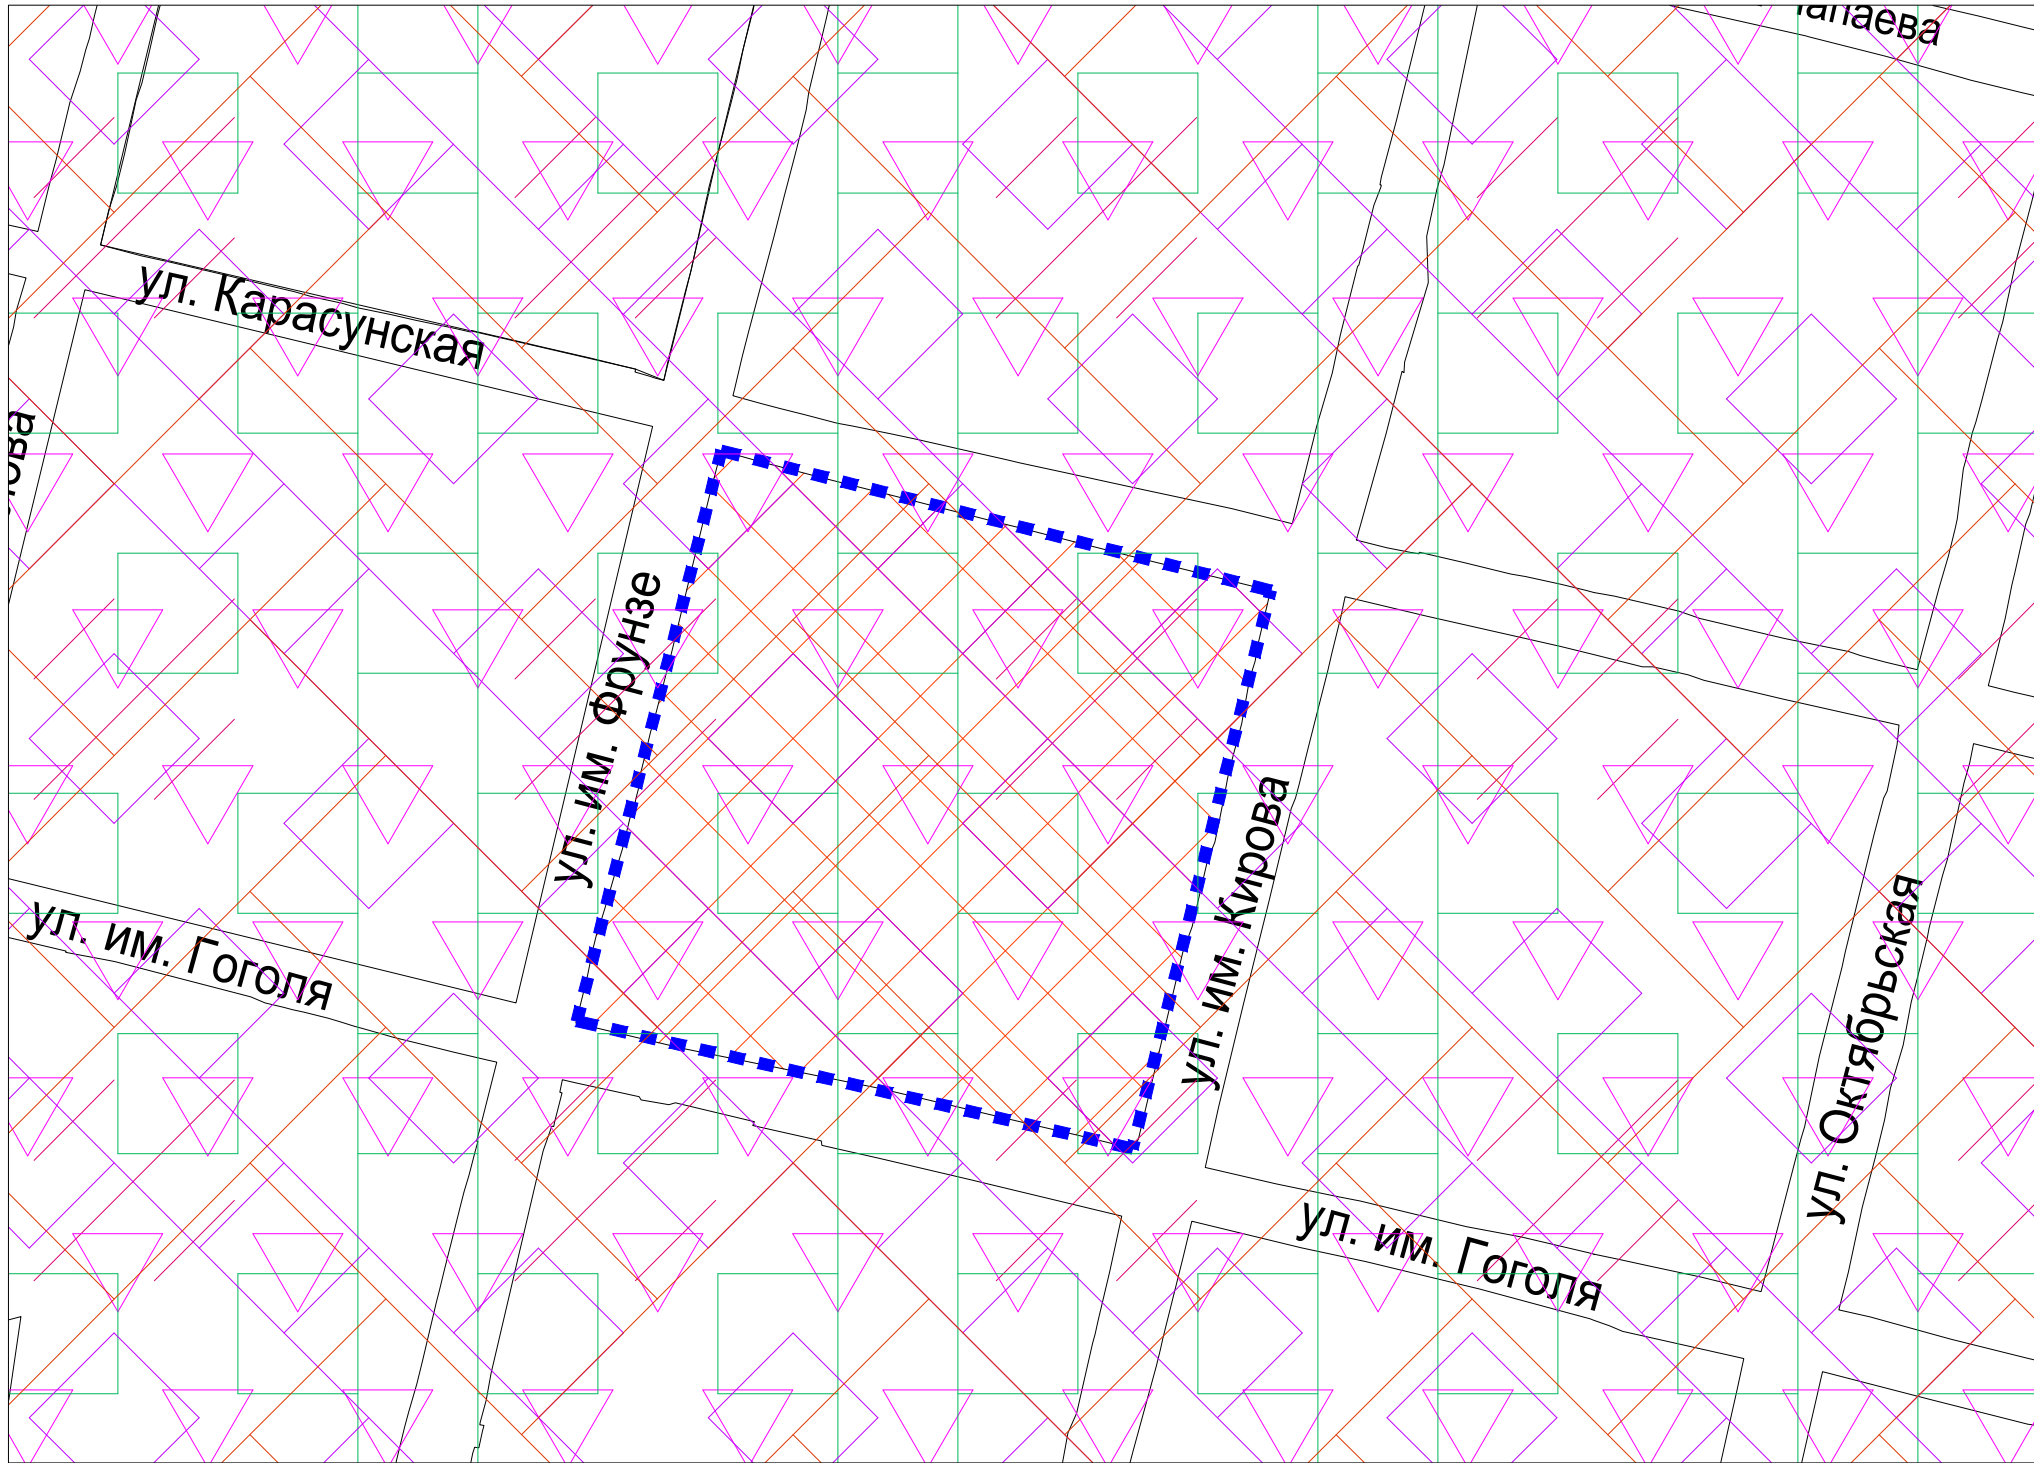 ул. Карасунская
ул. им. Фрунзе
ул. им. Кирова
ул. им. Гоголя
ул. Октябрьская
ул. им. Гоголя